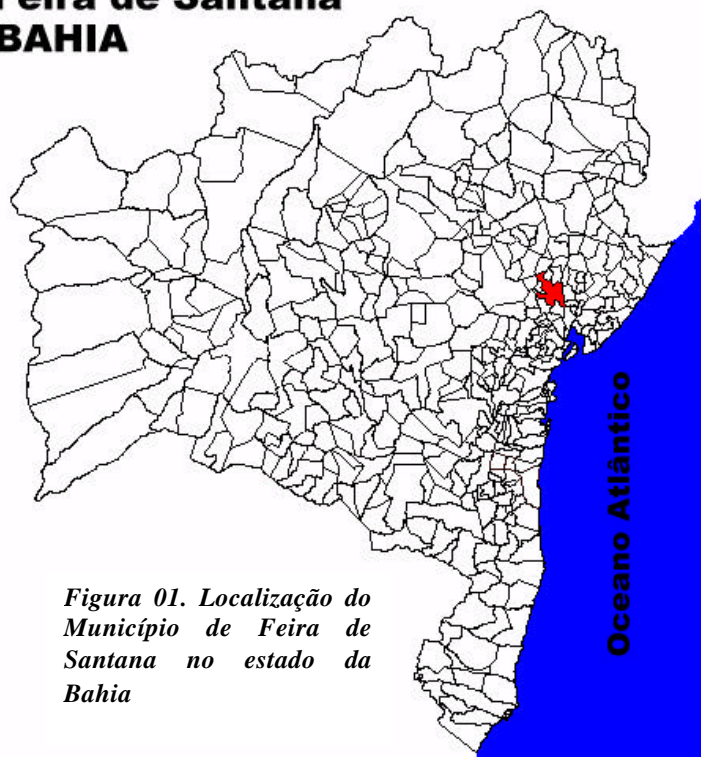 Feira de Santana
BAHIA
Oceano Atlântico
Figura 01. Localização do
Município de Feira de
Santana no estado da
Bahia